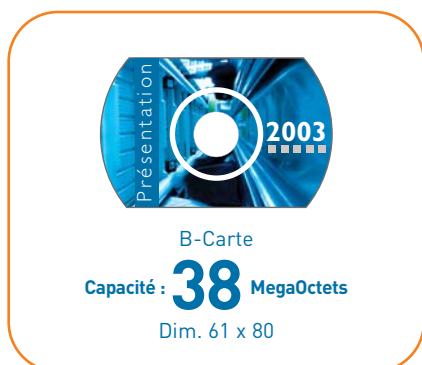 Présentation
2003
B-Carte
Capacité : 38 MegaOctets
Dim. 61 x 80